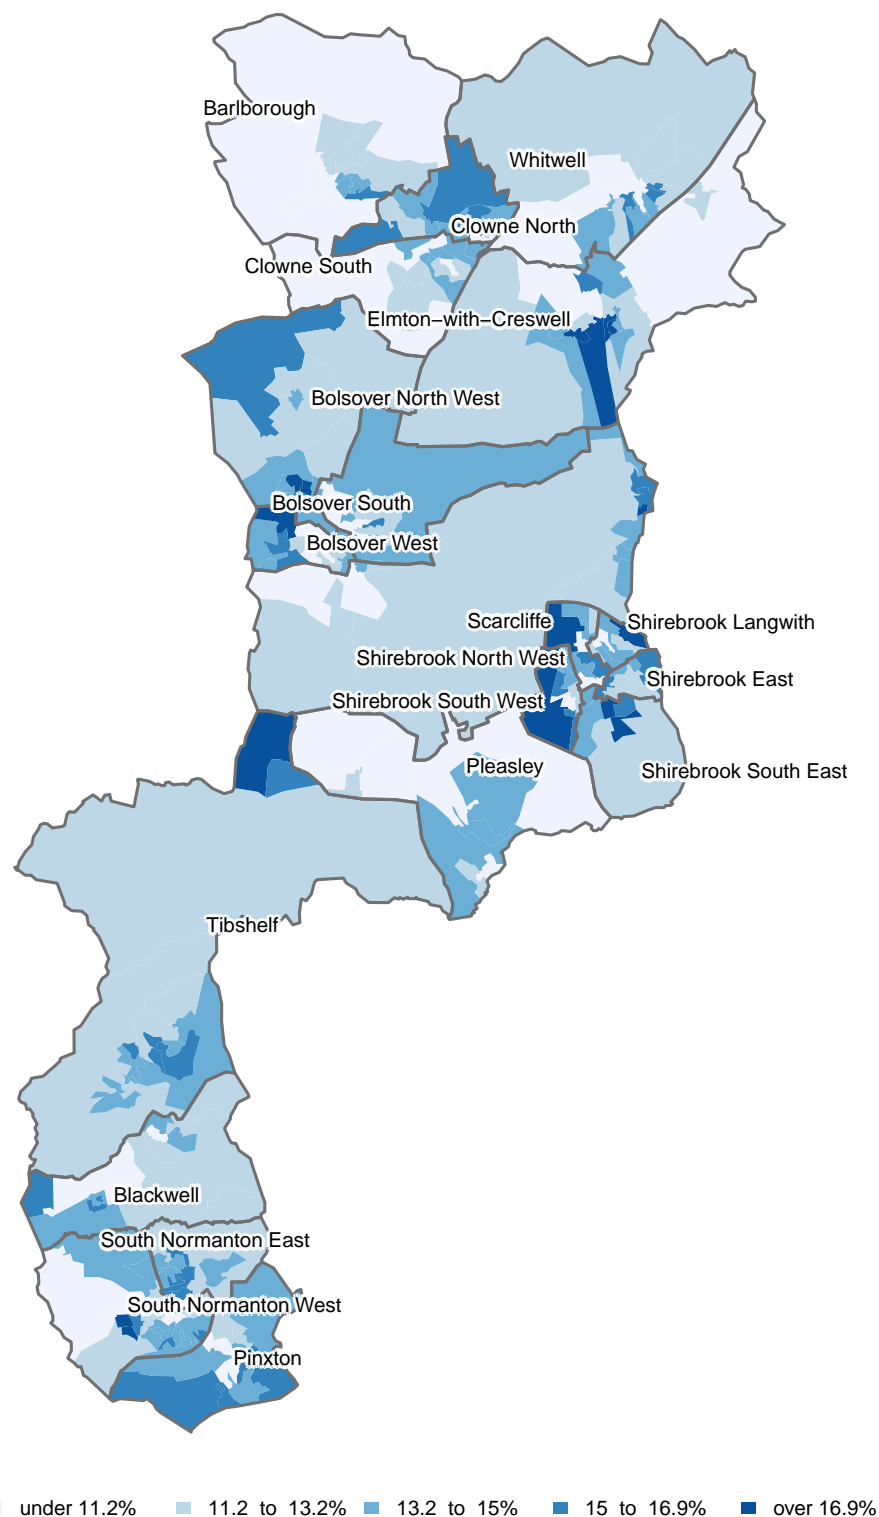 Barlborough
Whitwell
Clowne North
Clowne South
Elmton−with−Creswell
Bolsover North West
Bolsover South
Bolsover West
Scarcliffe
Shirebrook Langwith
Shirebrook North West
Shirebrook East
Shirebrook South West
Pleasley
Shirebrook South East
Tibshelf
Blackwell
South Normanton East
South Normanton West
Pinxton
under 11.2% 11.2 to 13.2% 13.2 to 15% 15 to 16.9% over 16.9%